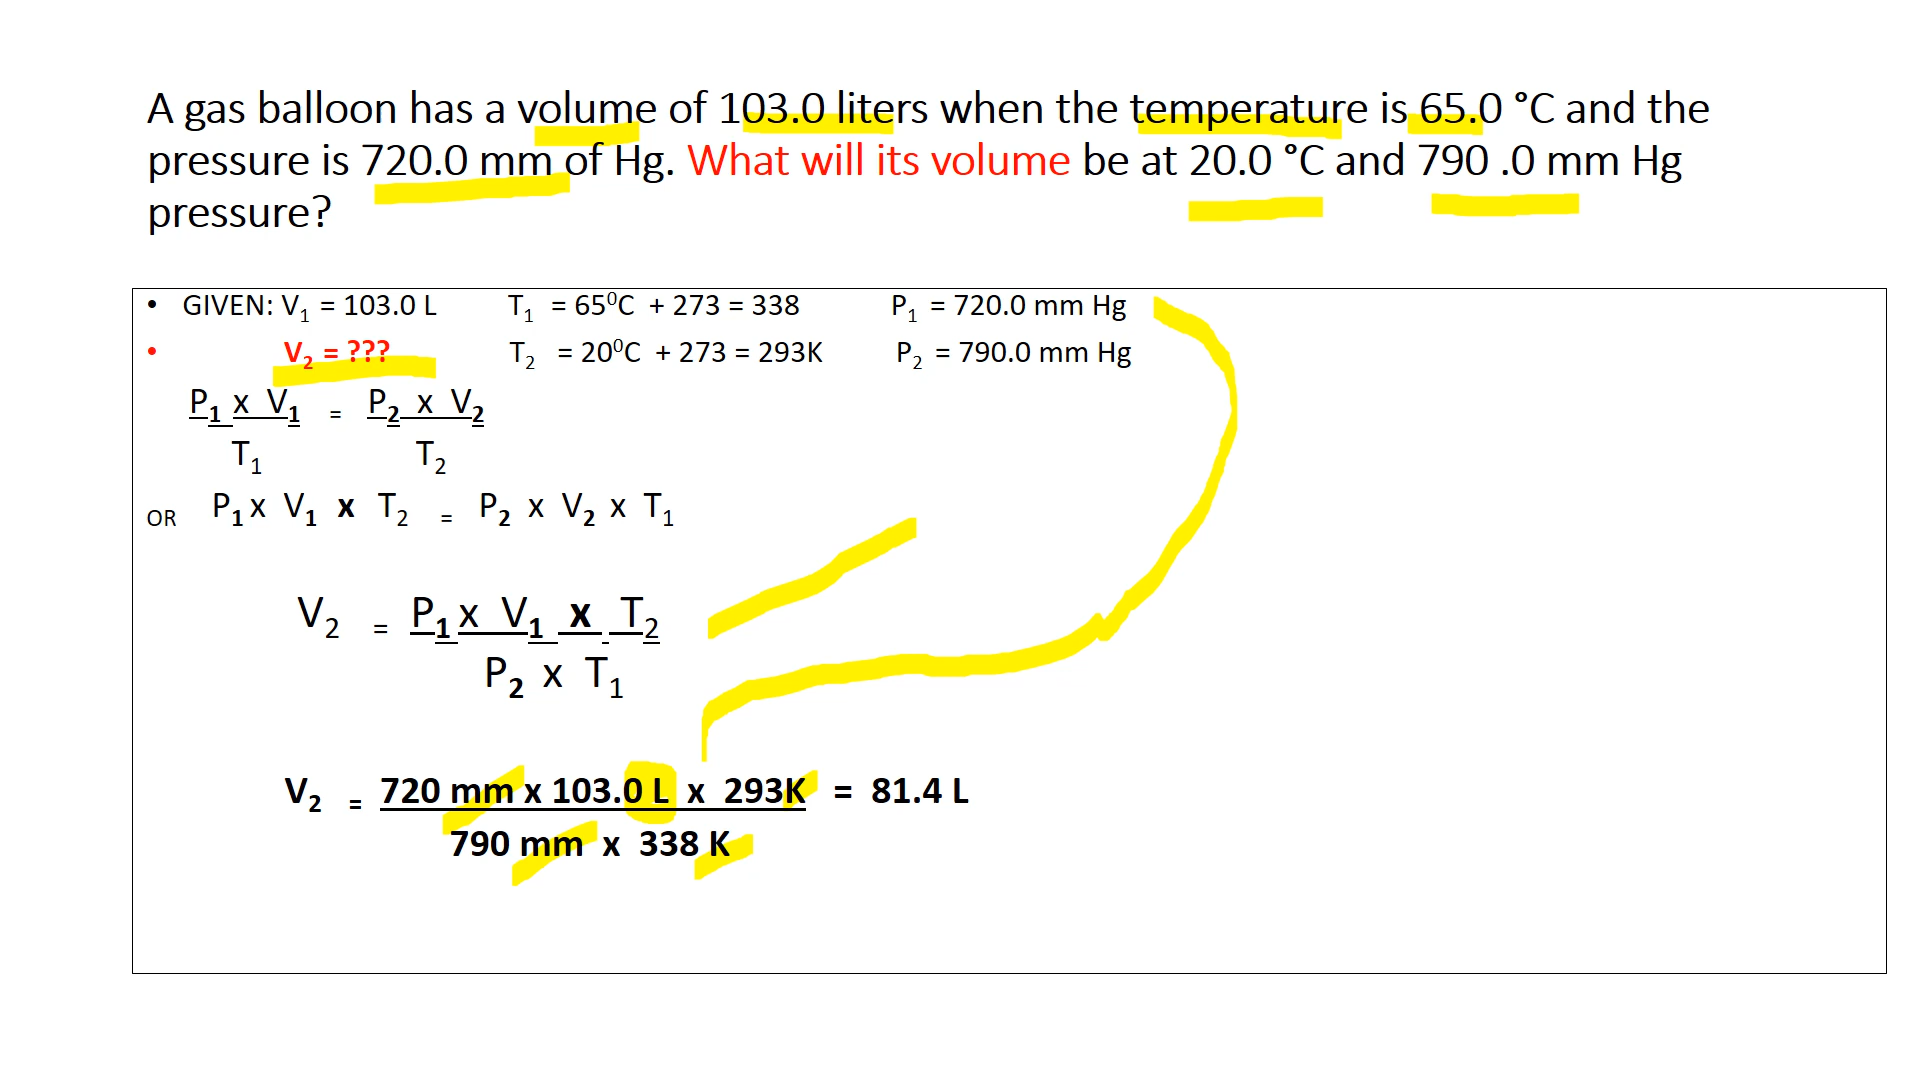 A gas balloon has a volume of 103.0 liters when the temperature is 65.0 °C and the
pressure is 720.0 mm of Hg. What will its volume be at 20.0 °C and 790 .0 mm Hg
pressure?
• GIVEN: V₁ = 103.0 L T₁ = 65⁰C + 273 = 338 P₁ = 720.0 mm Hg
• V₂ = ??? T₂ = 20⁰C + 273 = 293K P₂ = 790.0 mm Hg
P₁ x V₁ = P₂ x V₂
T₁ T₂
OR P₁ x V₁ x T₂ = P₂ x V₂ x T₁
V₂ = P₁ x V₁ x T₂
P₂ x T₁
V₂ = 720 mm x 103.0 L x 293K = 81.4 L
790 mm x 338 K